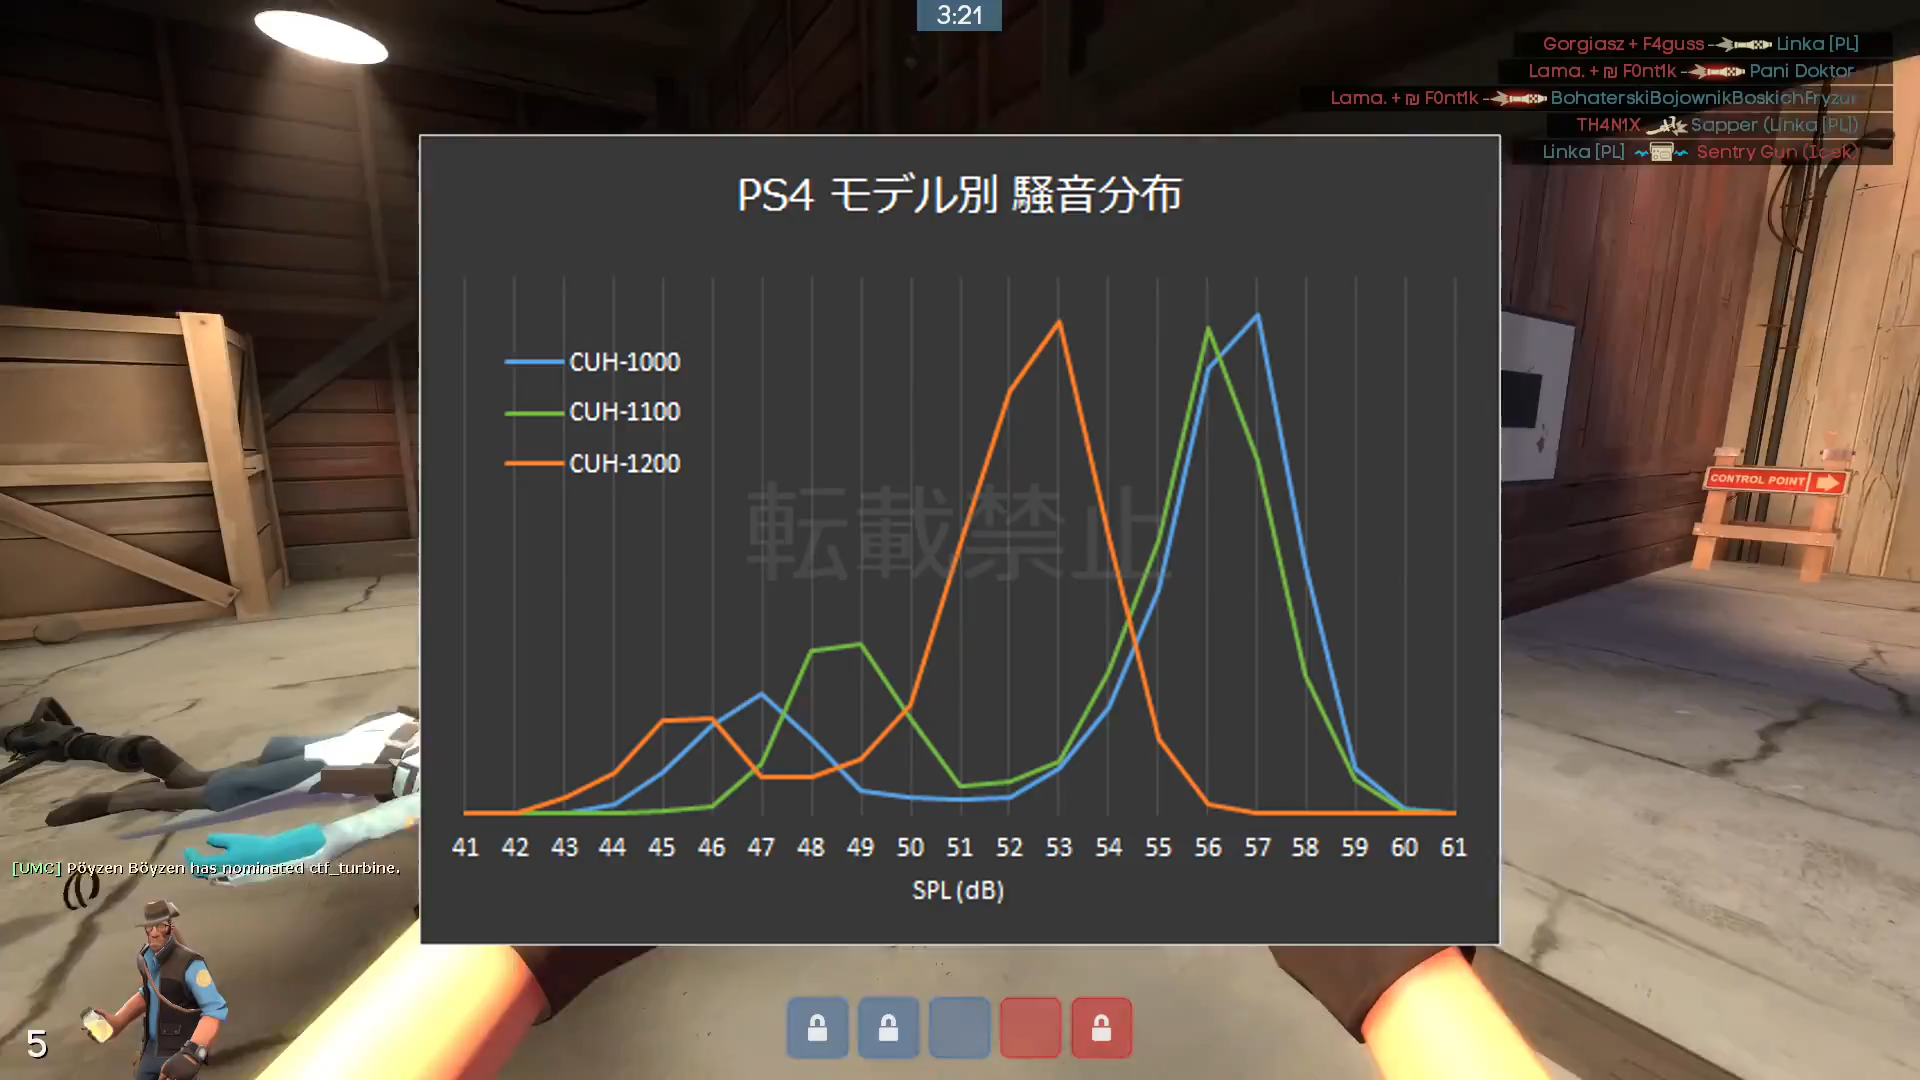 3:21
Gorgiasz + F4guss Linka [PL]
Lama. + ₪ F0nt1k Pani Doktor
Lama. + ₪ F0nt1k BohaterskiBojownikBoskichFryzur
TH4N1X Sapper (Linka [PL])
Linka [PL] Sentry Gun (Icek)
PS4 モデル別 騒音分布
CUH-1000
CUH-1100
CUH-1200
転載禁止
CONTROL POINT
41 42 43 44 45 46 47 48 49 50 51 52 53 54 55 56 57 58 59 60 61
SPL (dB)
[UMC] Pöyzen Böyzen has nominated ctf_turbine.
5